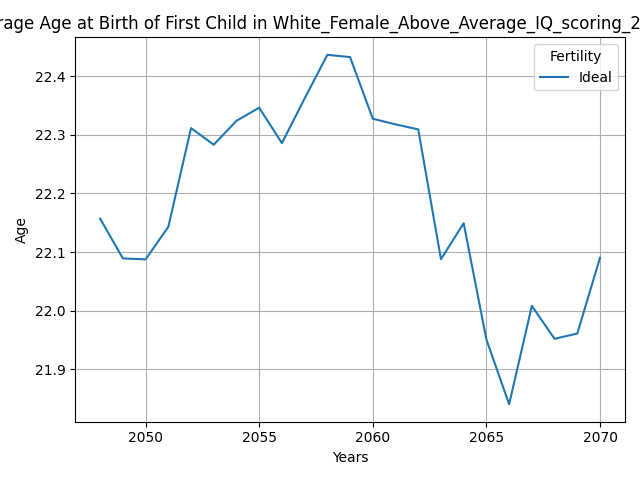 Average Age at Birth of First Child in White_Female_Above_Average_IQ_scoring_2
Fertility
Ideal
22.4
22.3
22.2
22.1
22.0
21.9
Age
2050 2055 2060 2065 2070
Years